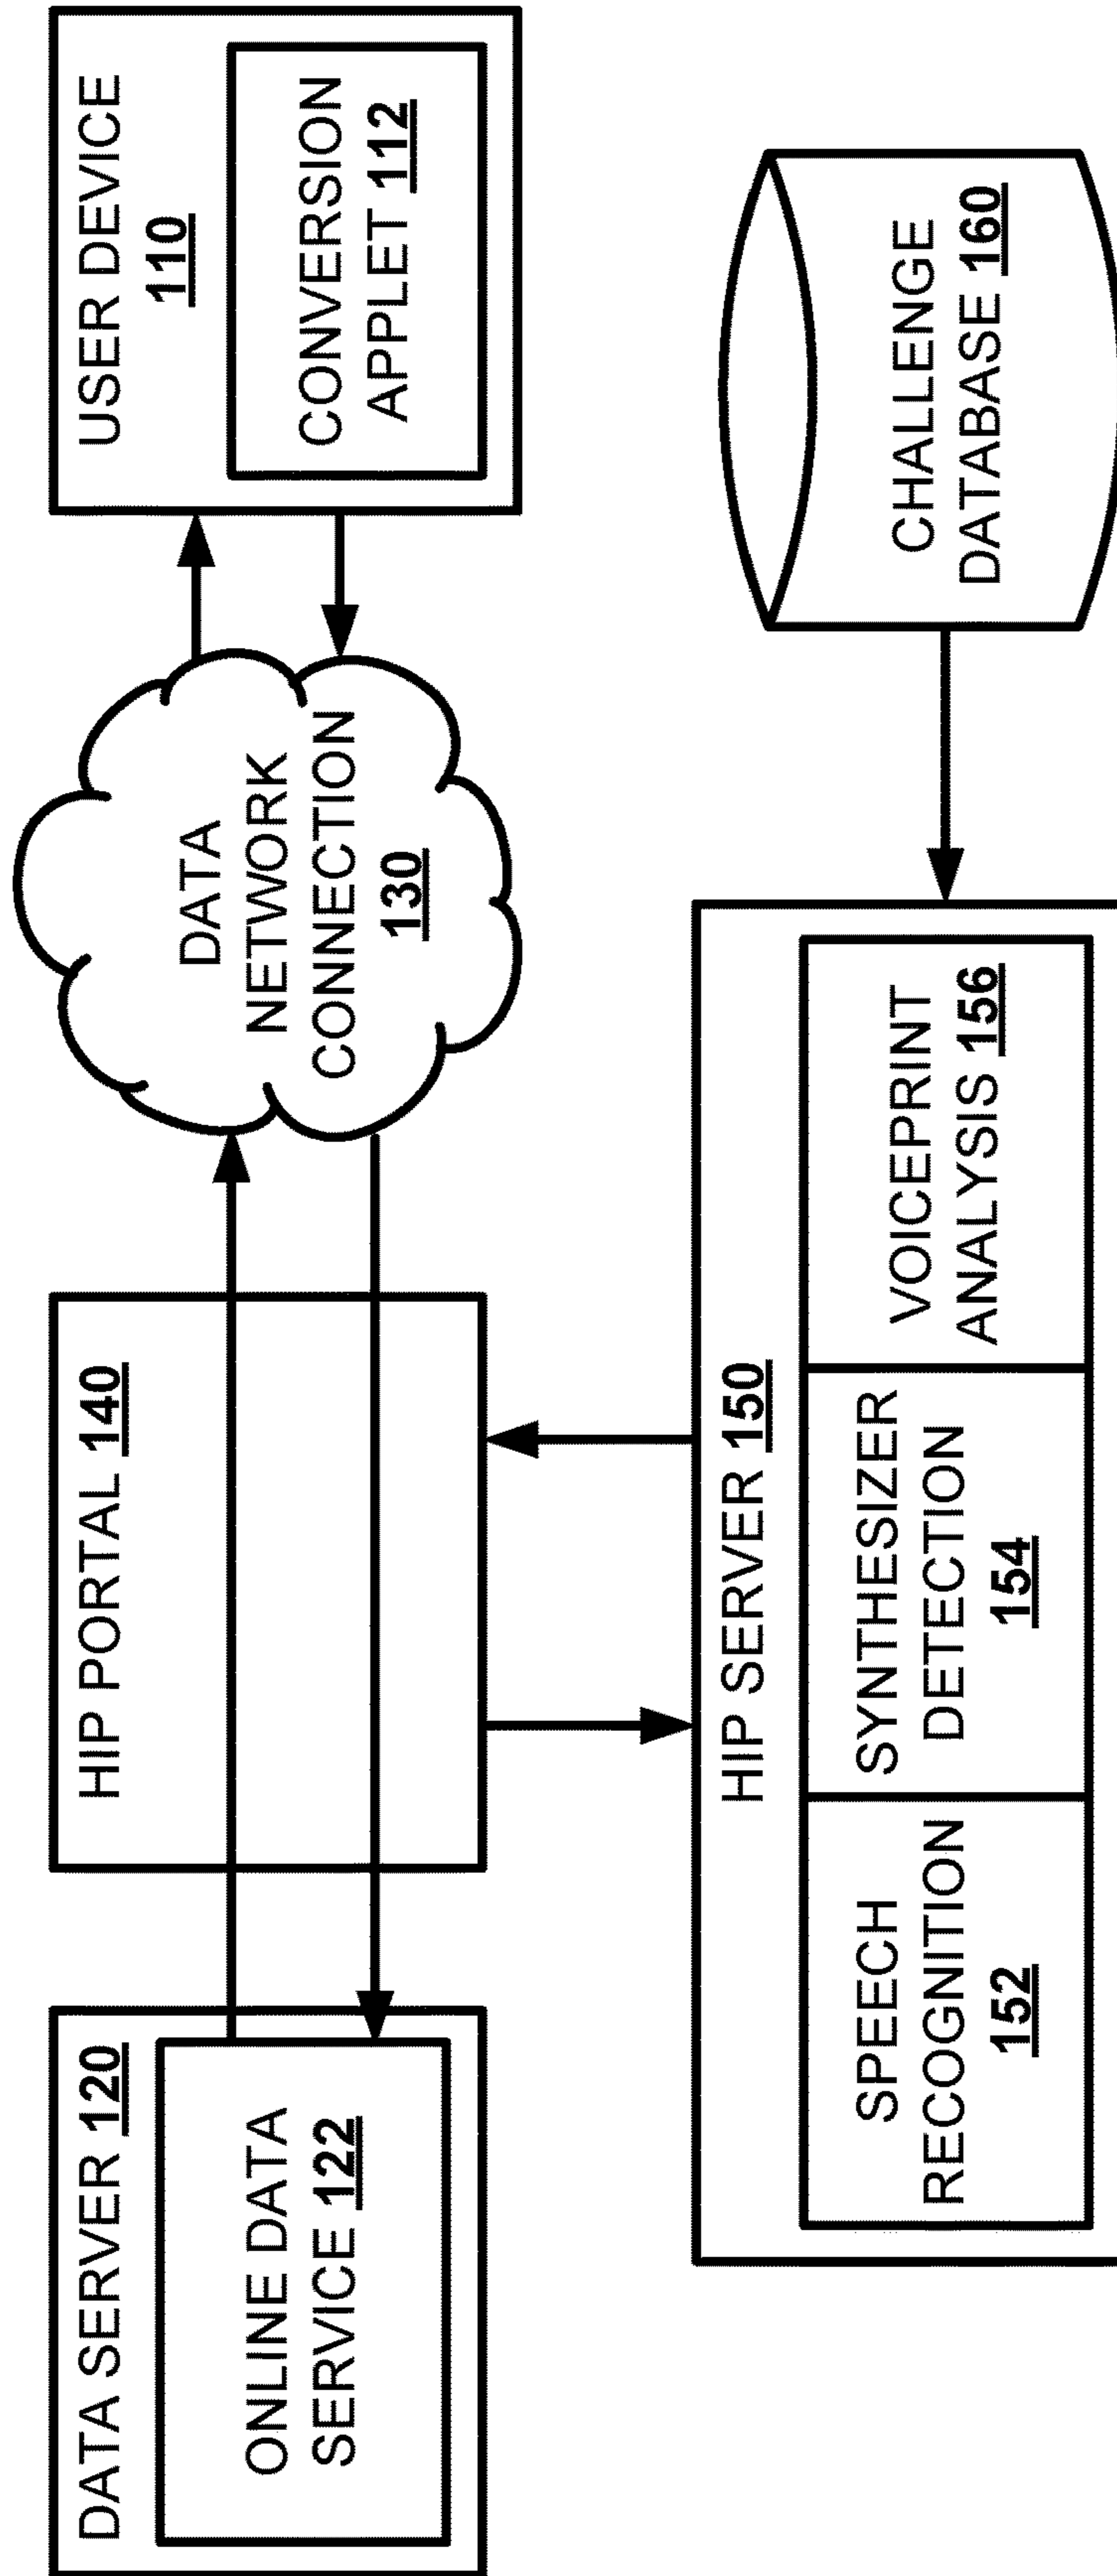 DATA SERVER 120
ONLINE DATA
SERVICE 122
HIP PORTAL 140
DATA
NETWORK
CONNECTION
130
USER DEVICE
110
CONVERSION
APPLET 112
HIP SERVER 150
SPEECH
RECOGNITION
152
SYNTHESIZER
DETECTION
154
VOICEPRINT
ANALYSIS 156
CHALLENGE
DATABASE 160